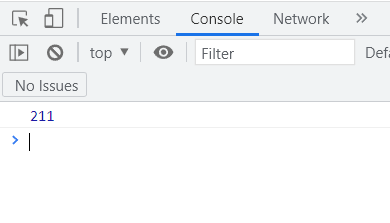 Elements Console Network »
top ▼ Filter Defa
No Issues
211
>